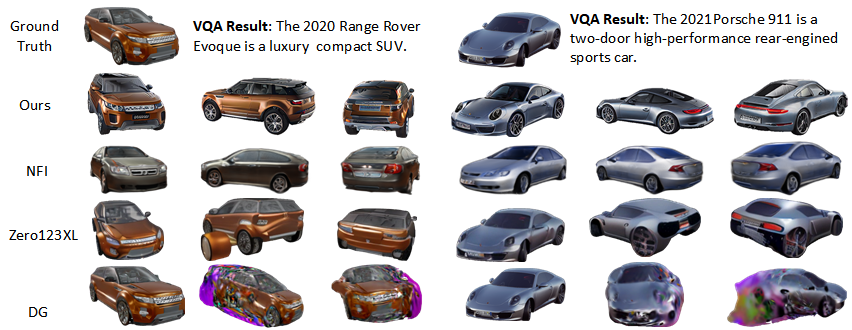 Ground
Truth
VQA Result: The 2020 Range Rover
Evoque is a luxury compact SUV.
VQA Result: The 2021Porsche 911 is a
two-door high-performance rear-engined
sports car.
Ours
NFI
Zero123XL
DG